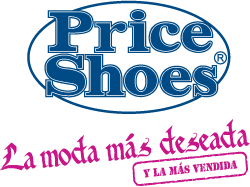 Price
Shoes®
La moda más deseada
Y LA MÁS VENDIDA